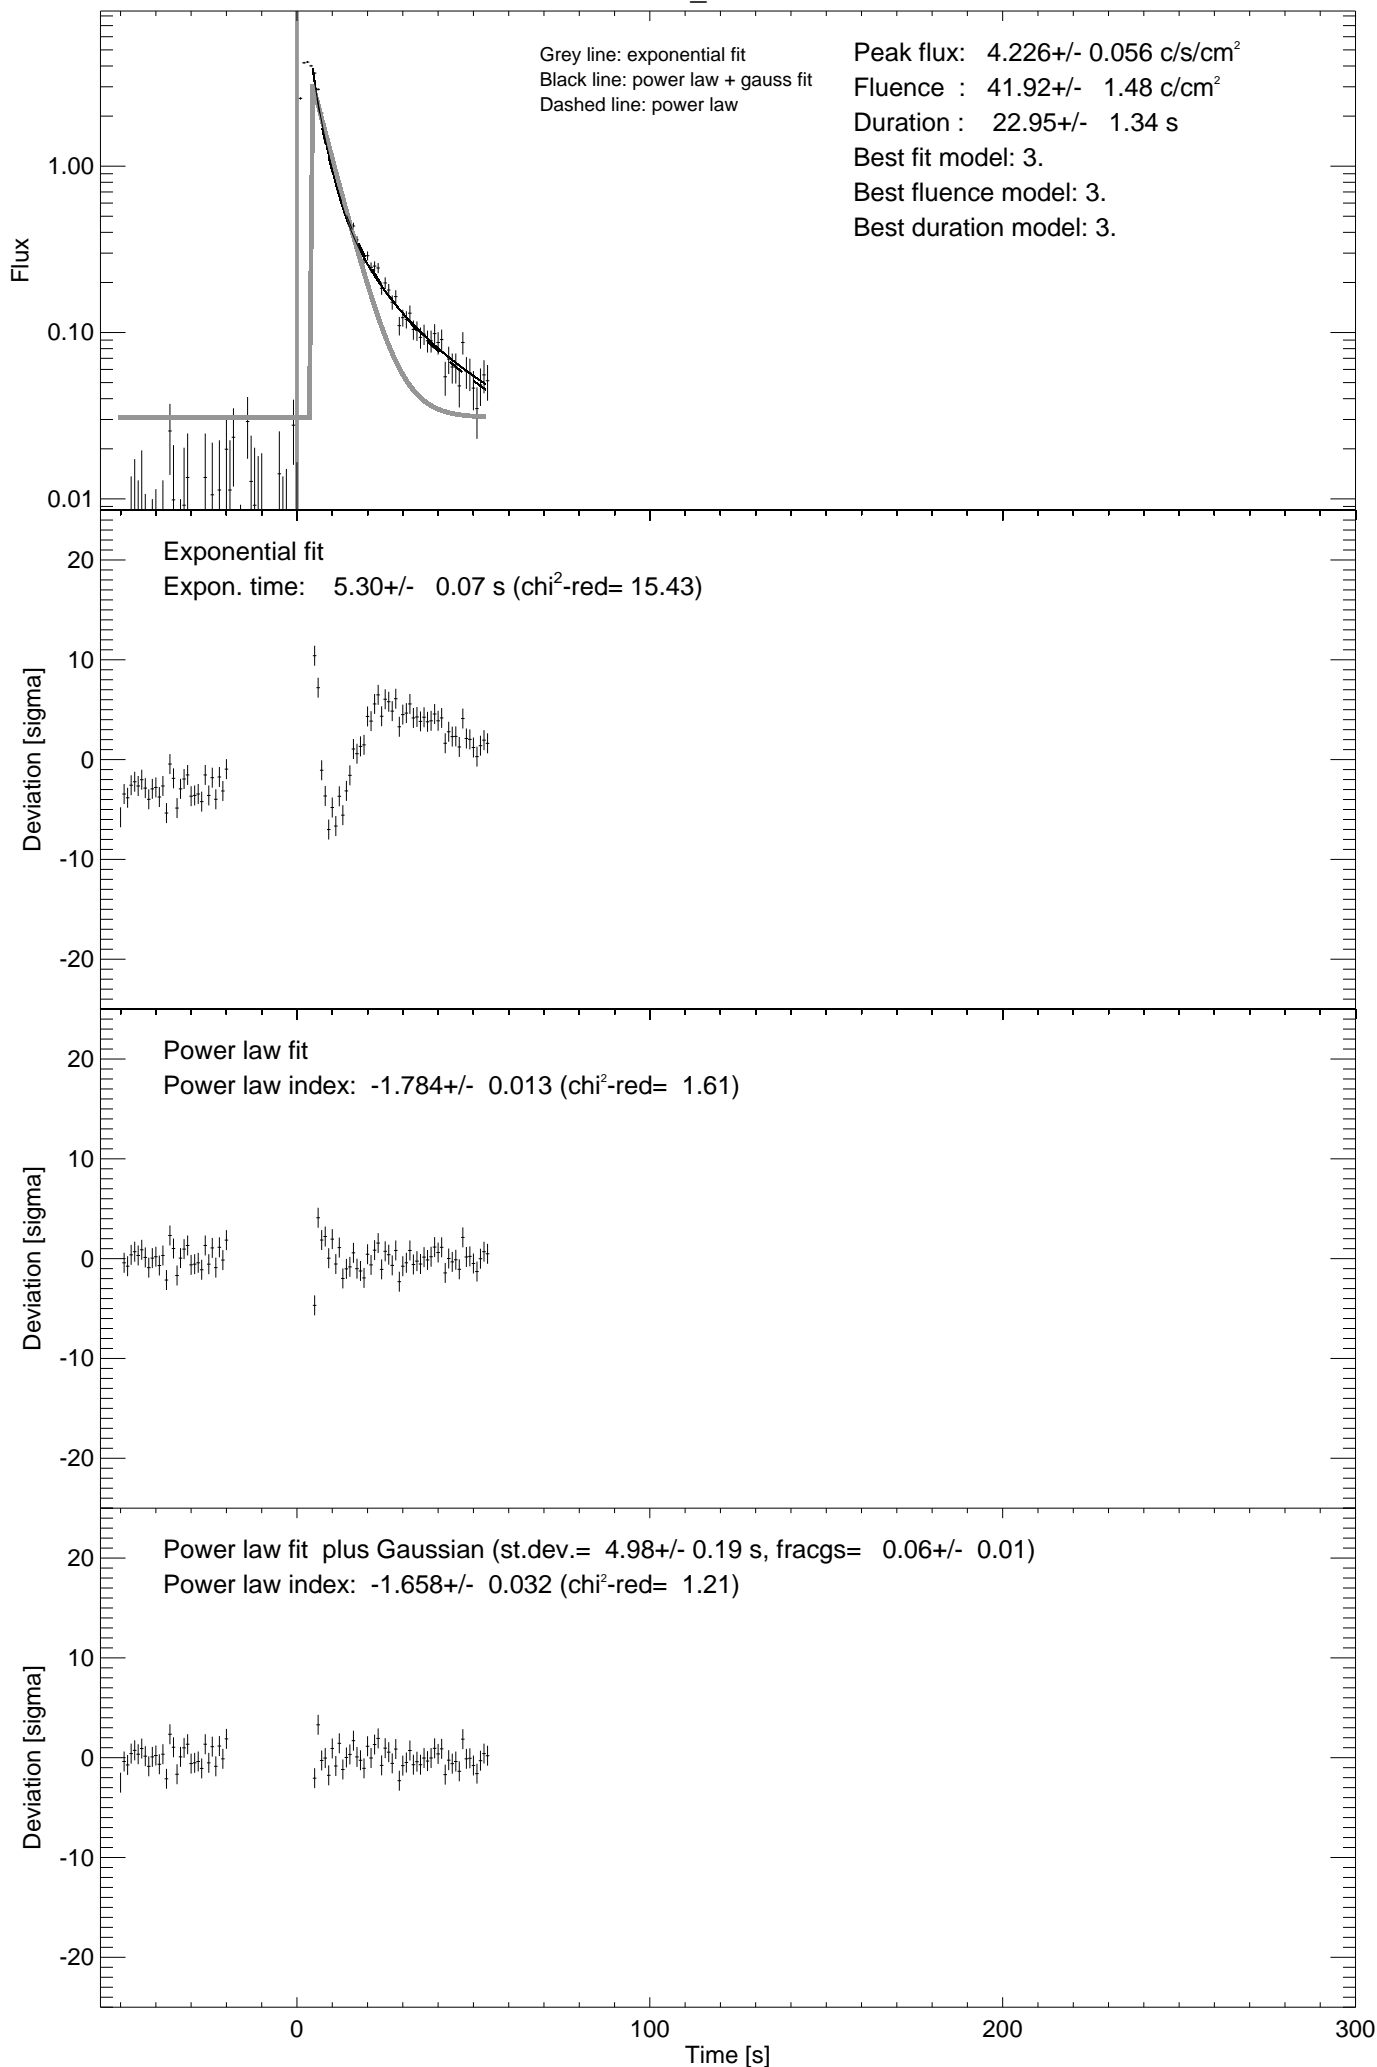 Grey line: exponential fit
Black line: power law + gauss fit
Dashed line: power law
Peak flux: 4.226+/- 0.056 c/s/cm²
Fluence : 41.92+/- 1.48 c/cm²
Duration : 22.95+/- 1.34 s
Best fit model: 3.
Best fluence model: 3.
Best duration model: 3.
1.00
0.10
0.01
Flux
Exponential fit
Expon. time: 5.30+/- 0.07 s (chi²-red= 15.43)
20
10
0
-10
-20
Deviation [sigma]
Power law fit
Power law index: -1.784+/- 0.013 (chi²-red= 1.61)
20
10
0
-10
-20
Deviation [sigma]
Power law fit plus Gaussian (st.dev.= 4.98+/- 0.19 s, fracgs= 0.06+/- 0.01)
Power law index: -1.658+/- 0.032 (chi²-red= 1.21)
20
10
0
-10
-20
Deviation [sigma]
0 100 200 300
Time [s]